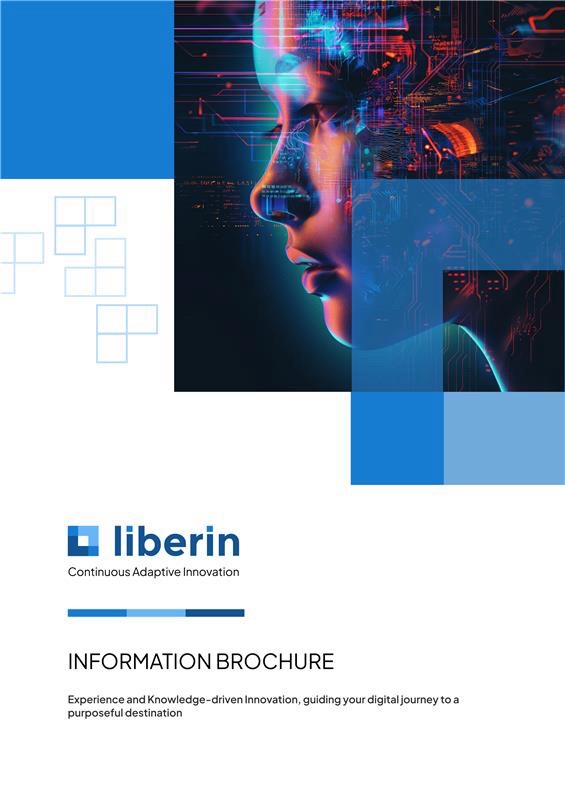 liberin
Continuous Adaptive Innovation
INFORMATION BROCHURE
Experience and Knowledge-driven Innovation, guiding your digital journey to a
purposeful destination